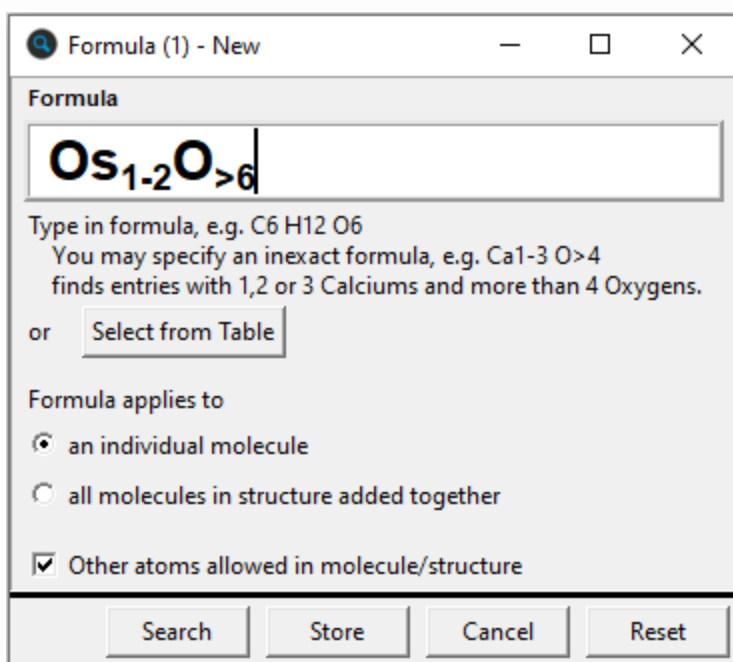 Formula (1) - New
Formula
Os1-2O>6
Type in formula, e.g. C6 H12 O6
You may specify an inexact formula, e.g. Ca1-3 O>4
finds entries with 1,2 or 3 Calciums and more than 4 Oxygens.
or Select from Table
Formula applies to
an individual molecule
all molecules in structure added together
Other atoms allowed in molecule/structure
Search Store Cancel Reset